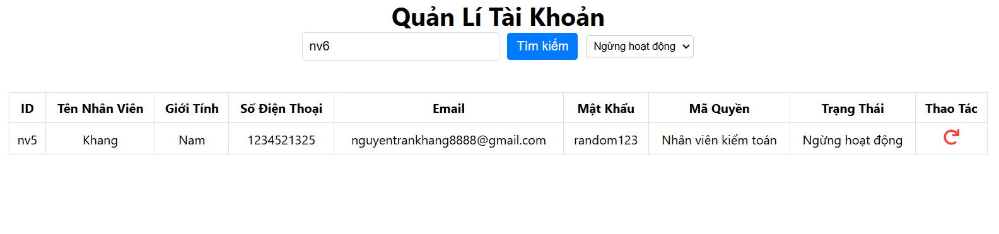 Quản Lí Tài Khoản
nv6 Tìm kiếm Ngừng hoạt động
ID Tên Nhân Viên Giới Tính Số Điện Thoại Email Mật Khẩu Mã Quyền Trạng Thái Thao Tác
nv5 Khang Nam 1234521325 nguyentrankhang8888@gmail.com random123 Nhân viên kiểm toán Ngừng hoạt động